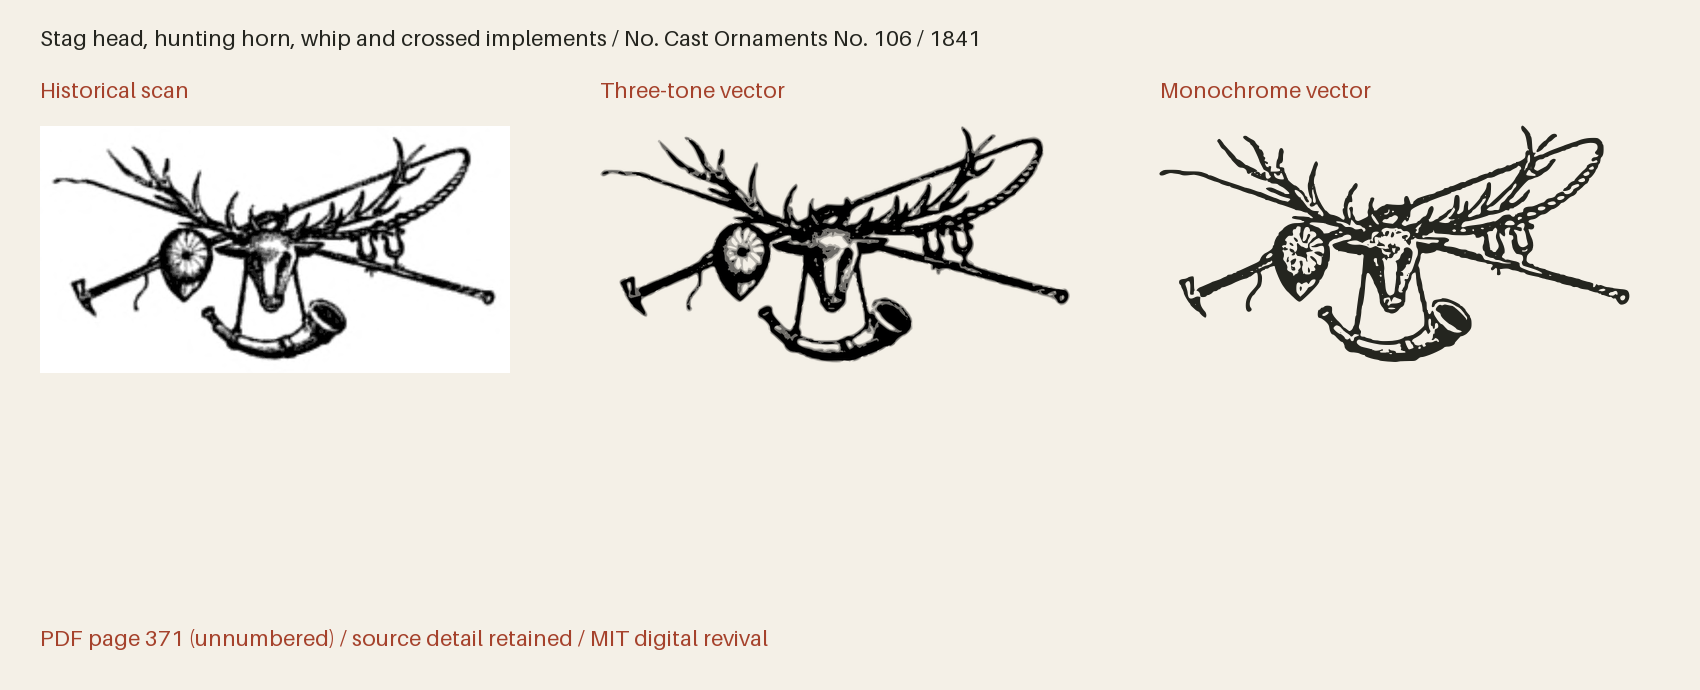 Stag head, hunting horn, whip and crossed implements / No. Cast Ornaments No. 106 / 1841
Historical scan
Three-tone vector
Monochrome vector
PDF page 371 (unnumbered) / source detail retained / MIT digital revival